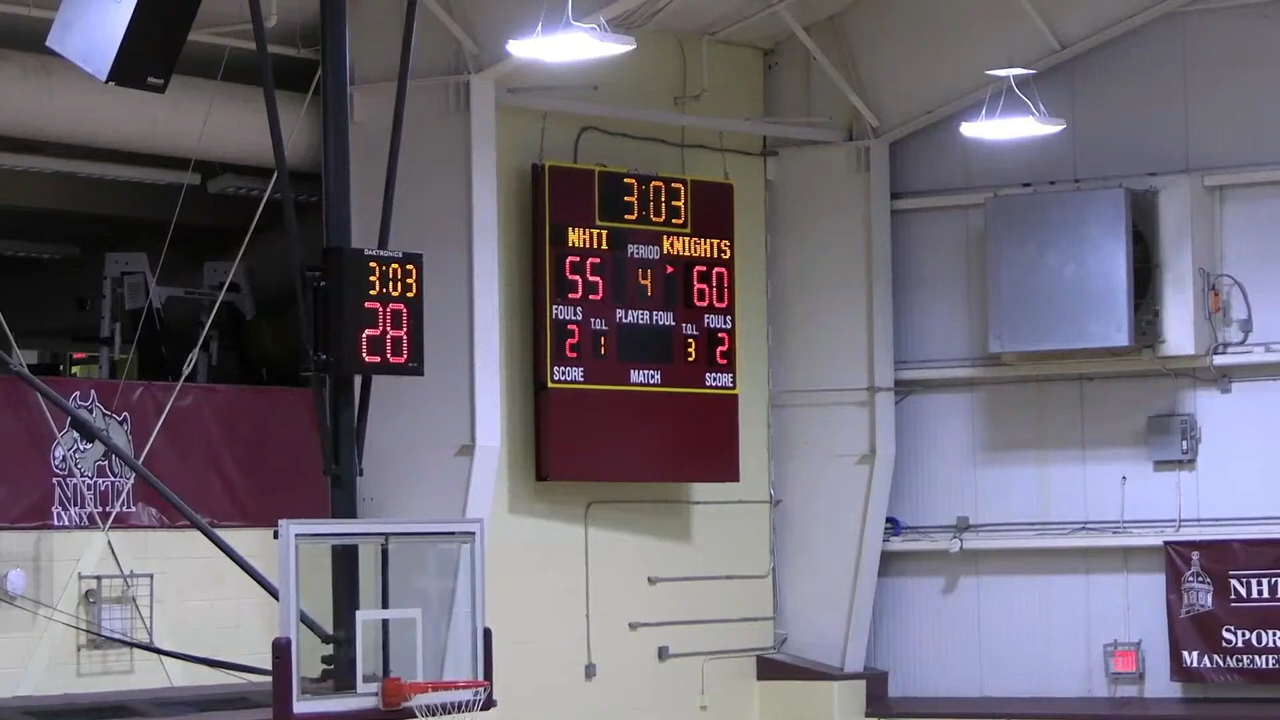 3:03
NHTI PERIOD KNIGHTS
55 4 60
FOULS T.O.L. PLAYER FOUL T.O.L. FOULS
2 1 3 2
SCORE MATCH SCORE
DAKTRONICS
3:03
28
NHTI
LYNX
NHT
SPOR
MANAGEME